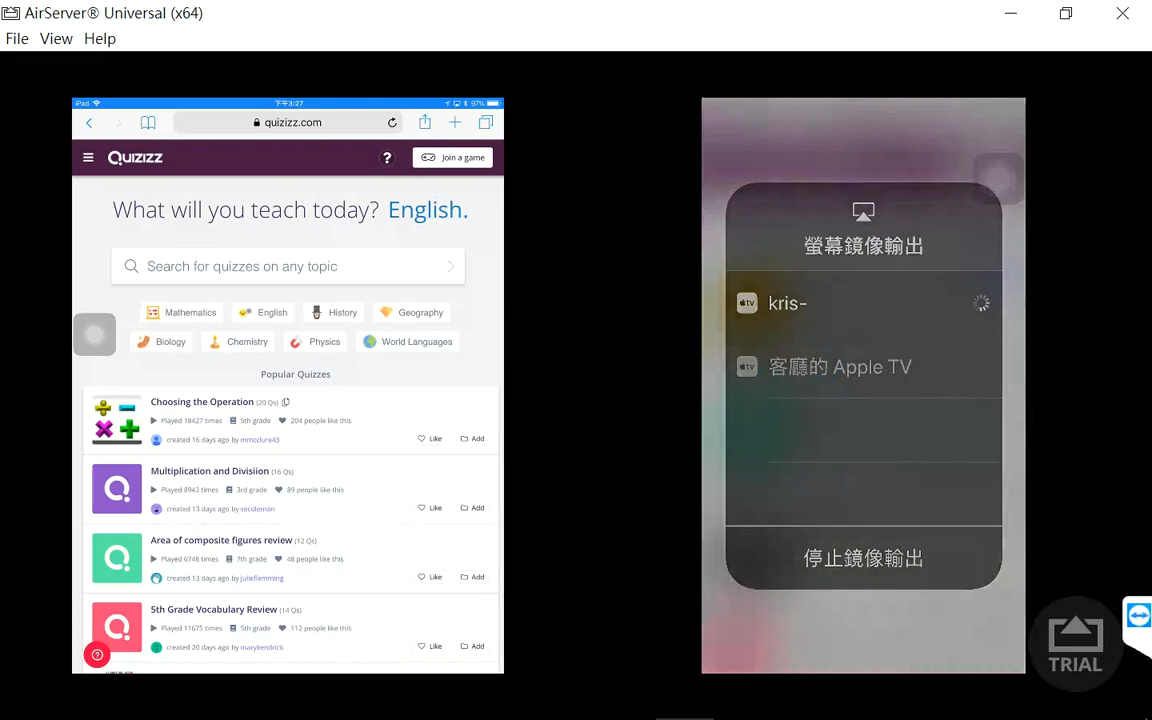 AirServer® Universal (x64)
File View Help
iPad 下午3:27 97%
quizizz.com
Quizizz ? Join a game
What will you teach today? English.
Search for quizzes on any topic
Mathematics English History Geography
Biology Chemistry Physics World Languages
Popular Quizzes
Choosing the Operation (20 Qs)
Played 18427 times 5th grade 204 people like this
created 16 days ago by mmcclure43 Like Add
Multiplication and Divisiion (16 Qs)
Played 8943 times 3rd grade 89 people like this
created 13 days ago by secoleman Like Add
Area of composite figures review (12 Qs)
Played 6748 times 7th grade 48 people like this
created 13 days ago by julieflemming Like Add
5th Grade Vocabulary Review (14 Qs)
Played 11675 times 5th grade 112 people like this
created 20 days ago by marykendrick Like Add
螢幕鏡像輸出
tv kris-
tv 客廳的 Apple TV
停止鏡像輸出
TRIAL